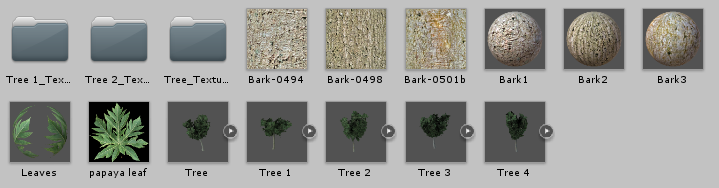 Tree 1_Tex...
Tree 2_Tex...
Tree_Textu...
Bark-0494
Bark-0498
Bark-0501b
Bark1
Bark2
Bark3
Leaves
papaya leaf
Tree
Tree 1
Tree 2
Tree 3
Tree 4